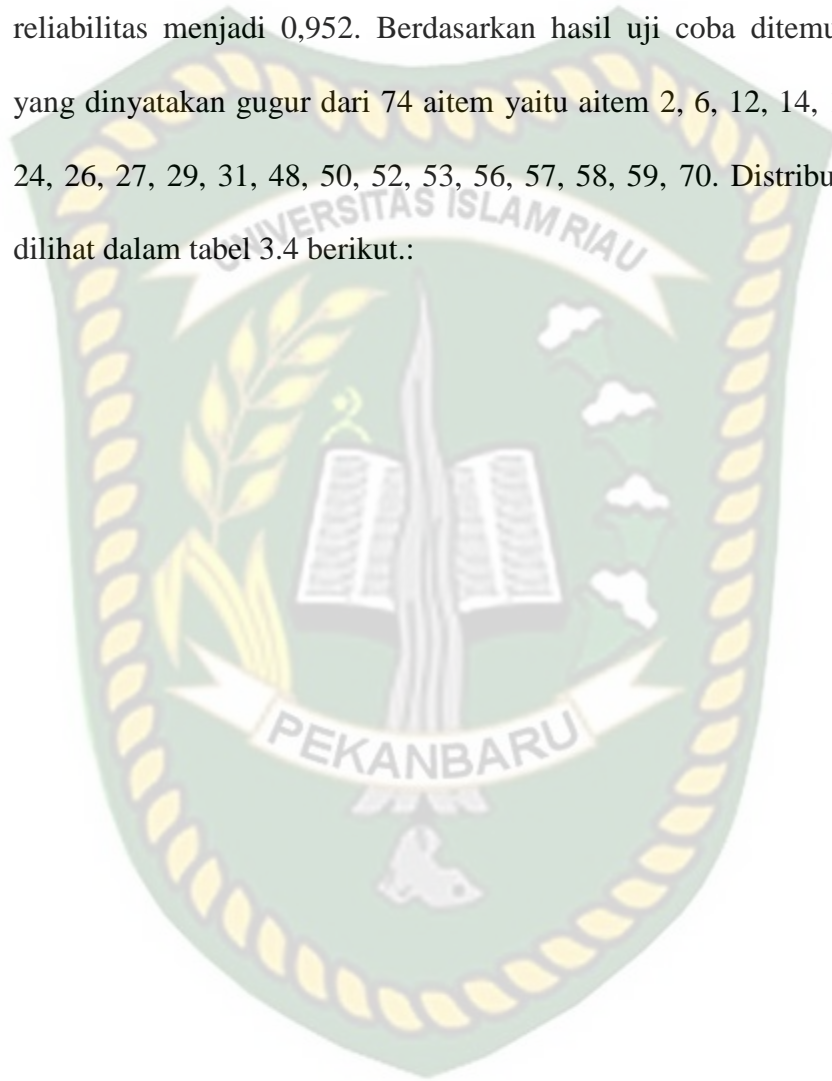 reliabilitas menjadi 0,952. Berdasarkan hasil uji coba
yang dinyatakan gugur dari 74 aitem yaitu aitem 2, 6, 12, 14,
24, 26, 27, 29, 31, 48, 50, 52, 53, 56, 57, 58, 59, 70.
dilihat dalam tabel 3.4 berikut.:
UNIVERSITAS ISLAM RIAU
PEKANBARU